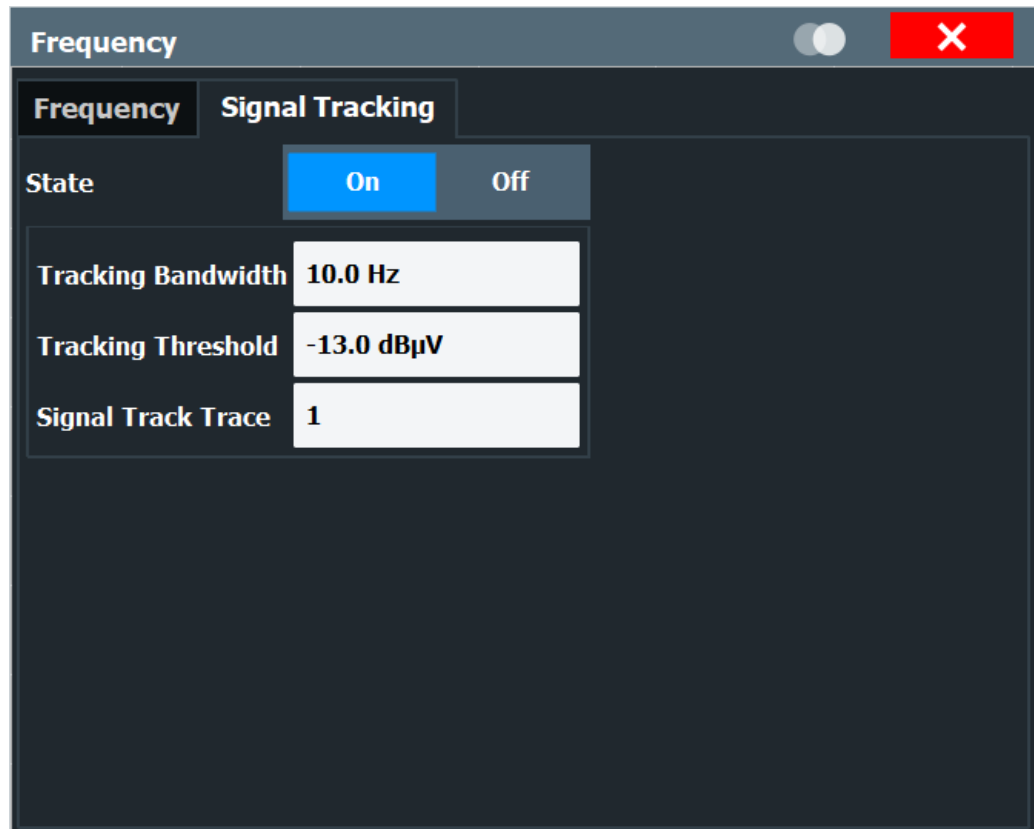 Frequency
Frequency Signal Tracking
State On Off
Tracking Bandwidth 10.0 Hz
Tracking Threshold -13.0 dBµV
Signal Track Trace 1